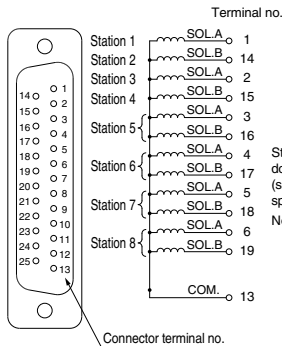 Terminal no.
Station 1 SOL.A 1
Station 2 SOL.B 14
Station 3 SOL.A 2
Station 4 SOL.B 15
Station 5 SOL.A 3
SOL.B 16
Station 6 SOL.A 4
SOL.B 17
Station 7 SOL.A 5
SOL.B 18
Station 8 SOL.A 6
SOL.B 19
COM. 13
1
14 2
15 3
16 4
17 5
18 6
19 7
20 8
21 9
22 10
23 11
24 12
25 13
Connector terminal no.